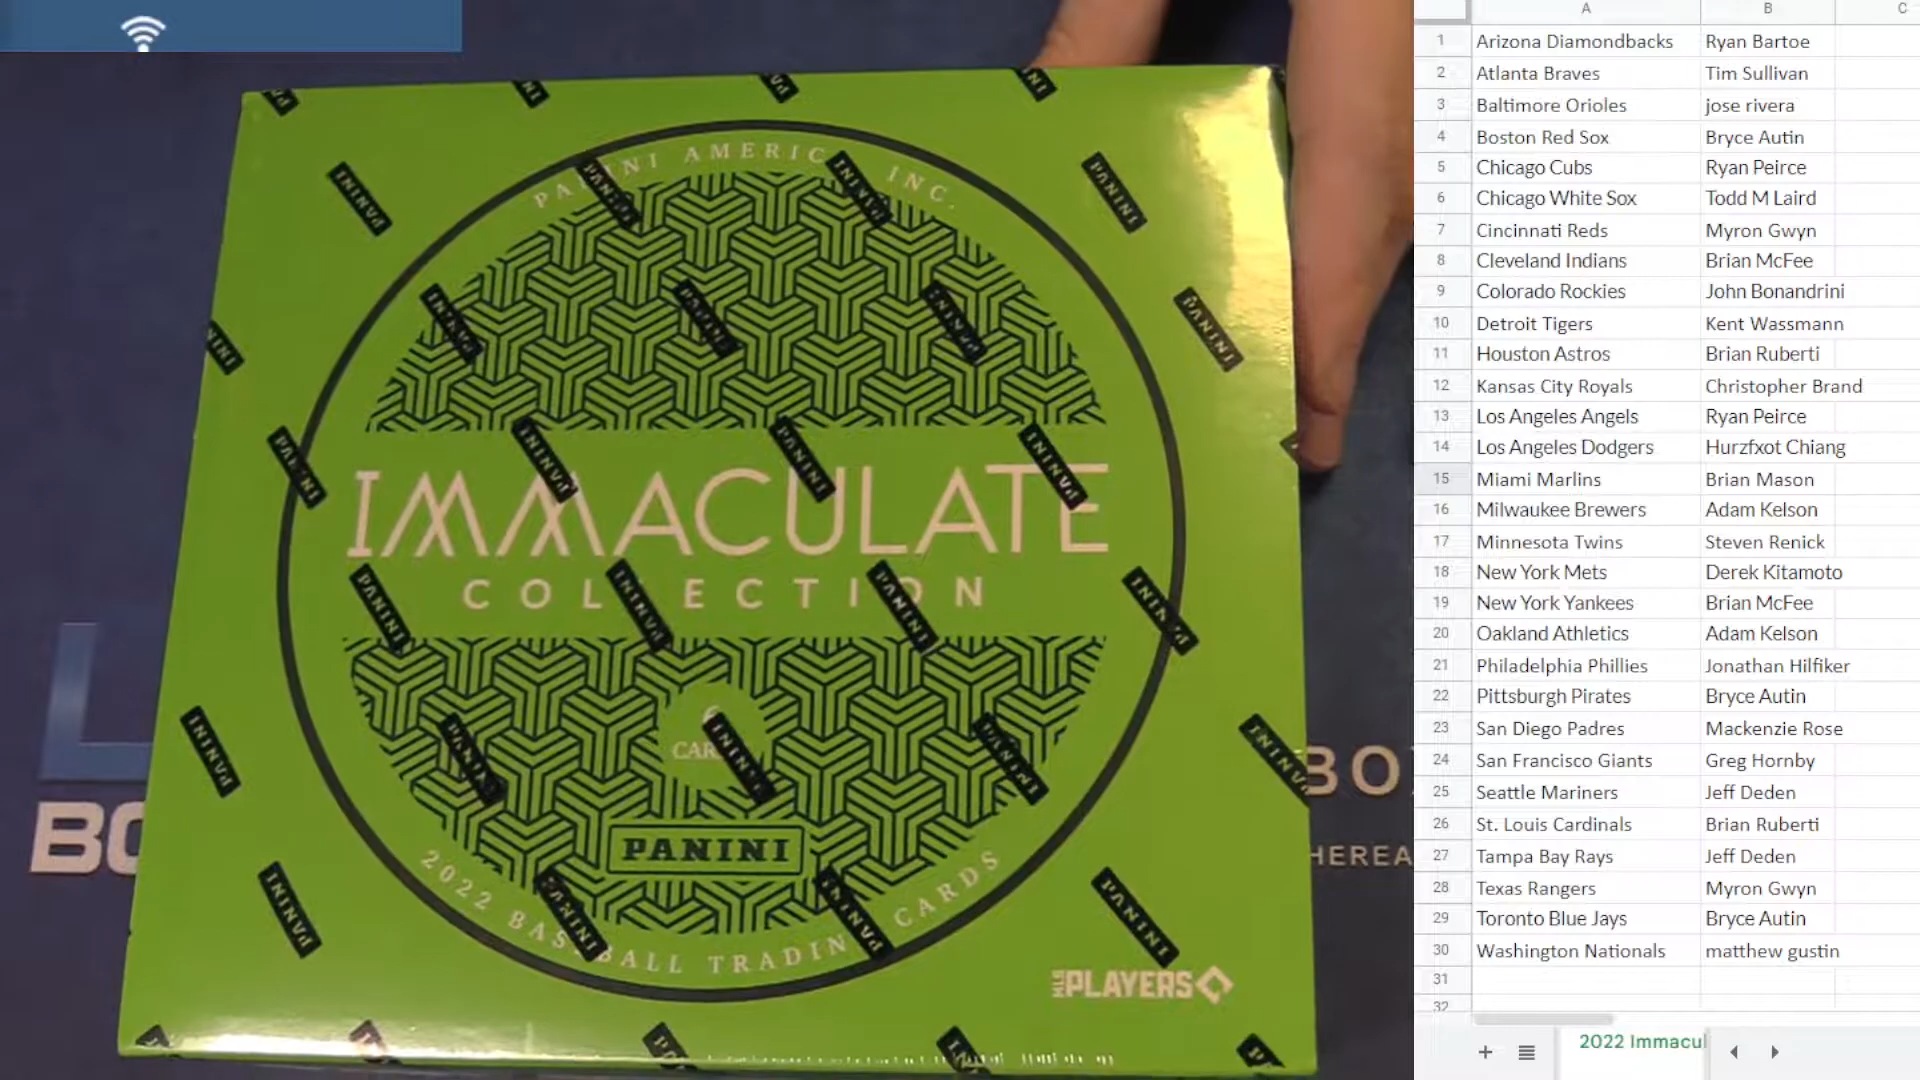 PANINI AMERICA INC.
IMMACULATE
COLLECTION
6
CARDS
PANINI
2022 BASEBALL TRADING CARDS
MLB PLAYERS
BO
BO
HEREA
A B C
1 Arizona Diamondbacks Ryan Bartoe
2 Atlanta Braves Tim Sullivan
3 Baltimore Orioles jose rivera
4 Boston Red Sox Bryce Autin
5 Chicago Cubs Ryan Peirce
6 Chicago White Sox Todd M Laird
7 Cincinnati Reds Myron Gwyn
8 Cleveland Indians Brian McFee
9 Colorado Rockies John Bonandrini
10 Detroit Tigers Kent Wassmann
11 Houston Astros Brian Ruberti
12 Kansas City Royals Christopher Brand
13 Los Angeles Angels Ryan Peirce
14 Los Angeles Dodgers Hurzfxot Chiang
15 Miami Marlins Brian Mason
16 Milwaukee Brewers Adam Kelson
17 Minnesota Twins Steven Renick
18 New York Mets Derek Kitamoto
19 New York Yankees Brian McFee
20 Oakland Athletics Adam Kelson
21 Philadelphia Phillies Jonathan Hilfiker
22 Pittsburgh Pirates Bryce Autin
23 San Diego Padres Mackenzie Rose
24 San Francisco Giants Greg Hornby
25 Seattle Mariners Jeff Deden
26 St. Louis Cardinals Brian Ruberti
27 Tampa Bay Rays Jeff Deden
28 Texas Rangers Myron Gwyn
29 Toronto Blue Jays Bryce Autin
30 Washington Nationals matthew gustin
31
32
2022 Immacul